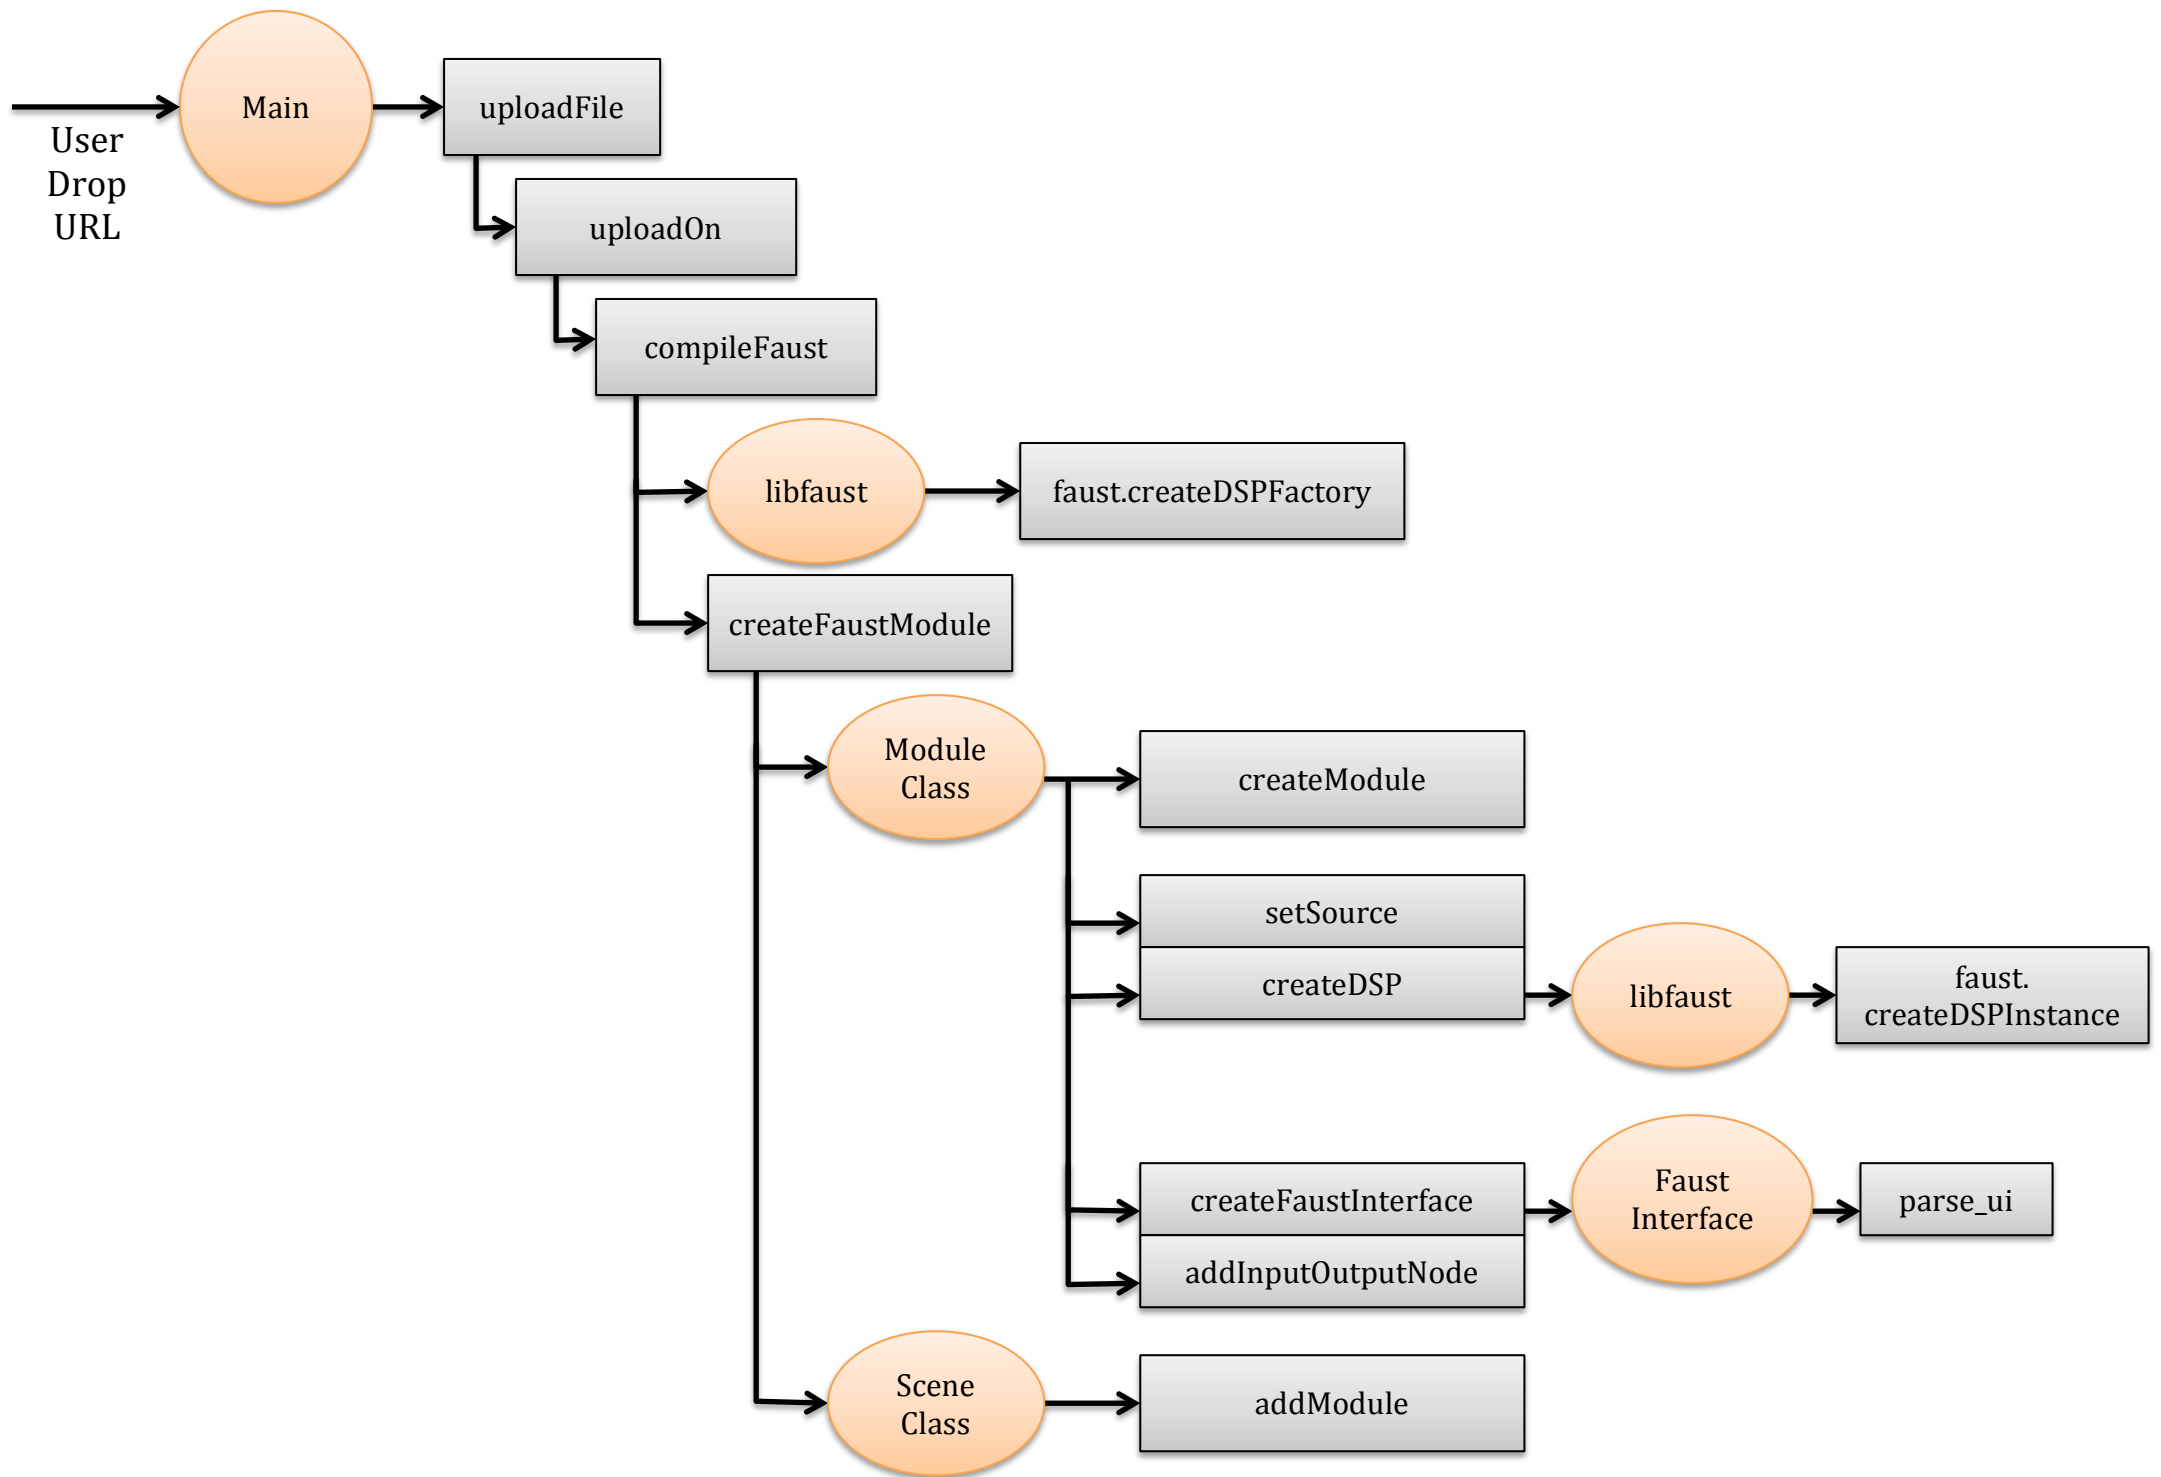 Main
uploadFile
User
Drop
URL
uploadOn
compileFaust
libfaust
faust.createDSPFactory
createFaustModule
Module
Class
createModule
setSource
createDSP
libfaust
faust.
createDSPInstance
createFaustInterface
Faust
Interface
parse_ui
addInputOutputNode
Scene
Class
addModule